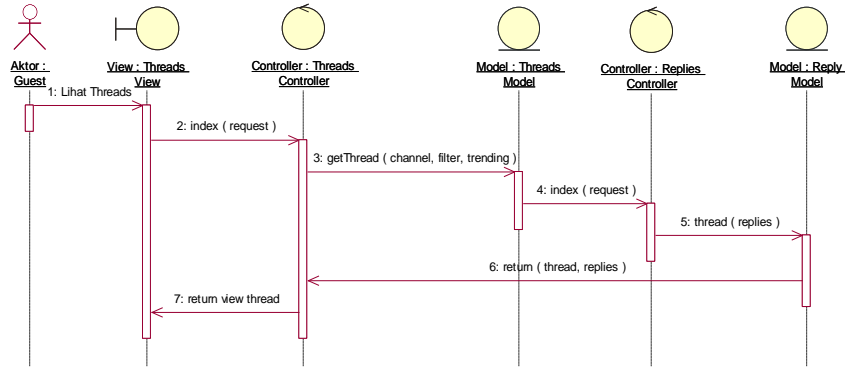 Aktor :
Guest
View : Threads
View
Controller : Threads
Controller
Model : Threads
Model
Controller : Replies
Controller
Model : Reply
Model
1: Lihat Threads
2: index ( request )
3: getThread ( channel, filter, trending )
4: index ( request )
5: thread ( replies )
6: return ( thread, replies )
7: return view thread